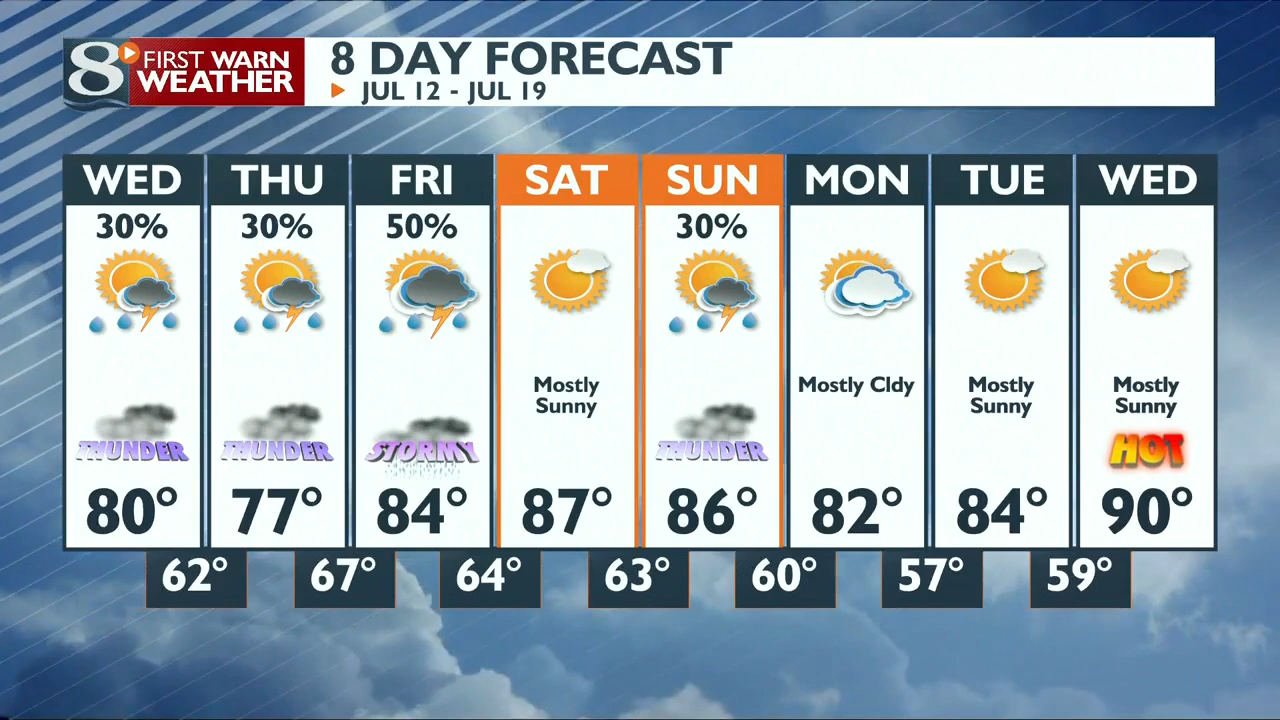 8 FIRST WARN
WEATHER
8 DAY FORECAST
JUL 12 - JUL 19
WED THU FRI SAT SUN MON TUE WED
30% 30% 50% 30%
Mostly Sunny
Mostly Cldy
Mostly Sunny
Mostly Sunny
THUNDER THUNDER STORMY THUNDER HOT
80° 77° 84° 87° 86° 82° 84° 90°
62° 67° 64° 63° 60° 57° 59°